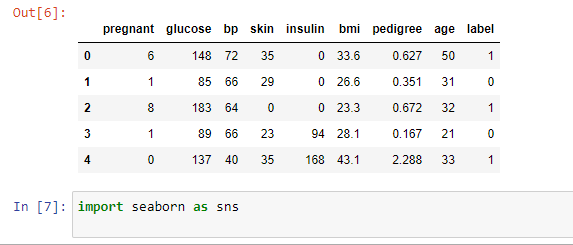 Out[6]:
pregnant glucose bp skin insulin bmi pedigree age label
0 6 148 72 35 0 33.6 0.627 50 1
1 1 85 66 29 0 26.6 0.351 31 0
2 8 183 64 0 0 23.3 0.672 32 1
3 1 89 66 23 94 28.1 0.167 21 0
4 0 137 40 35 168 43.1 2.288 33 1
In [7]: import seaborn as sns